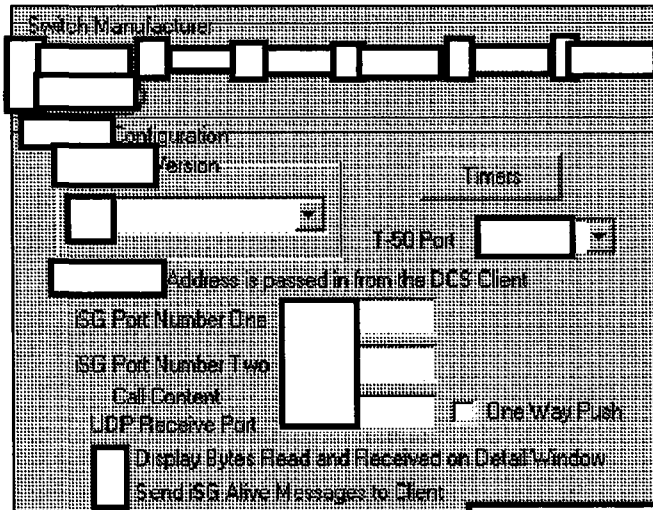 Switch Manufacturer
Configuration
Version
Timers
T-50 Port
Address is passed in from the DCS Client
ISG Port Number One
ISG Port Number Two
Call Content
UDP Receive Port
One Way Push
Display Bytes Read and Received on Detail Window
Send ISG Alive Messages to Client